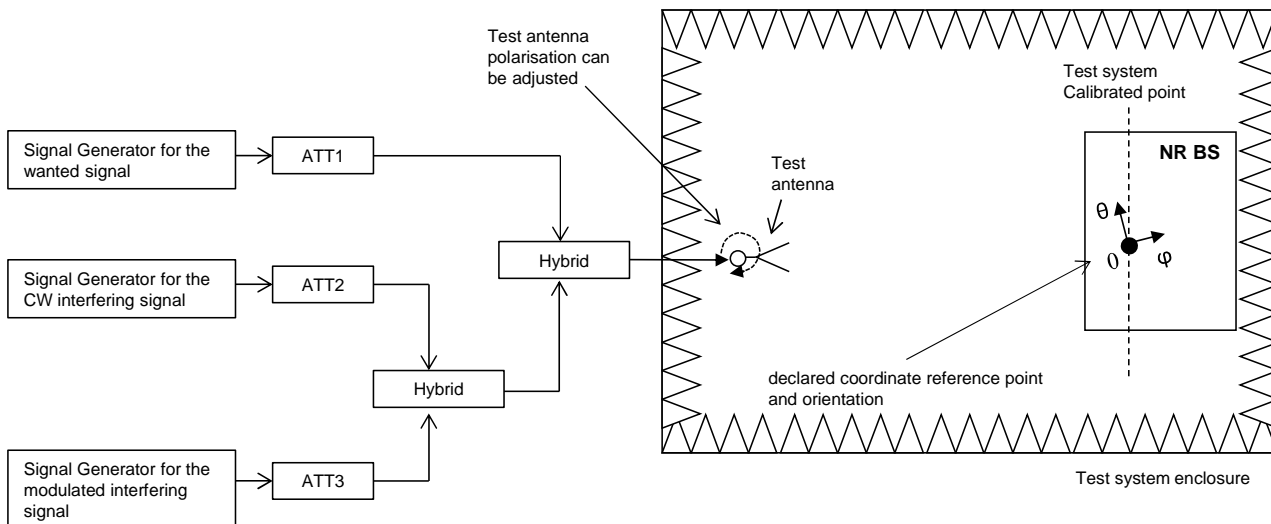 Test antenna
polarisation can
be adjusted
Test system
Calibrated point
Signal Generator for the
wanted signal
ATT1
NR BS
Test
antenna
θ
Hybrid
0
φ
Signal Generator for the
CW interfering signal
ATT2
Hybrid
declared coordinate reference point
and orientation
Signal Generator for the
modulated interfering
signal
ATT3
Test system enclosure